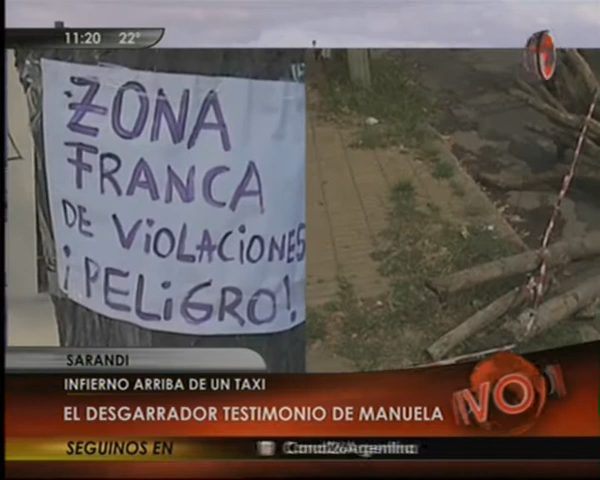 11:20 22°
ZONA
FRANCA
DE VIOLACIONES
¡PELIGRO!
SARANDI
INFIERNO ARRIBA DE UN TAXI
EL DESGARRADOR TESTIMONIO DE MANUELA
SEGUINOS EN